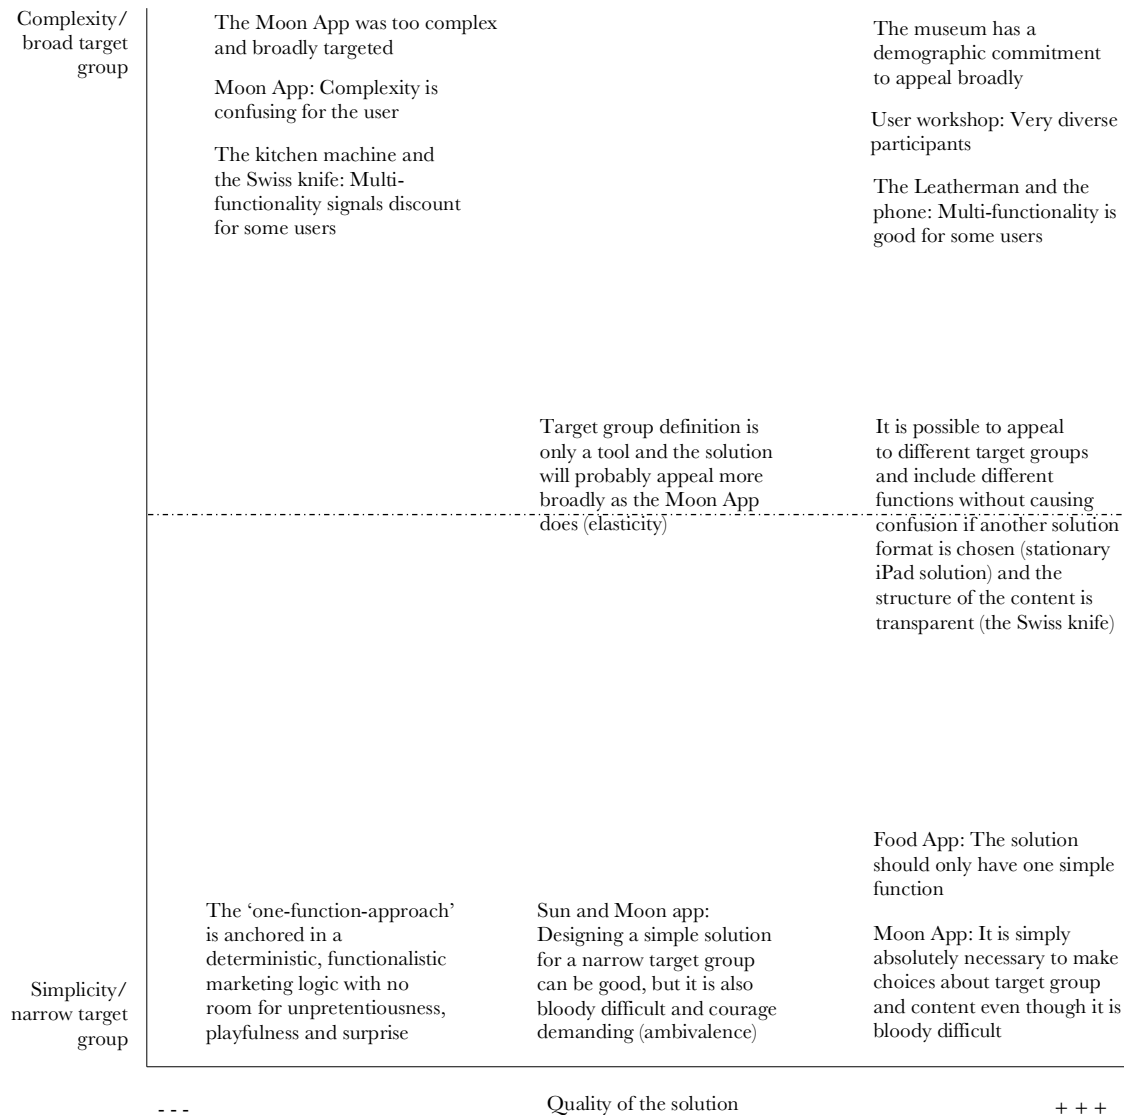 Complexity/
broad target
group
The Moon App was too complex
and broadly targeted
Moon App: Complexity is
confusing for the user
The kitchen machine and
the Swiss knife: Multi-
functionality signals discount
for some users
The museum has a
demographic commitment
to appeal broadly
User workshop: Very diverse
participants
The Leatherman and the
phone: Multi-functionality is
good for some users
Target group definition is
only a tool and the solution
will probably appeal more
broadly as the Moon App
does (elasticity)
It is possible to appeal
to different target groups
and include different
functions without causing
confusion if another solution
format is chosen (stationary
iPad solution) and the
structure of the content is
transparent (the Swiss knife)
Simplicity/
narrow target
group
The ‘one-function-approach’
is anchored in a
deterministic, functionalistic
marketing logic with no
room for unpretentiousness,
playfulness and surprise
Sun and Moon app:
Designing a simple solution
for a narrow target group
can be good, but it is also
bloody difficult and courage
demanding (ambivalence)
Food App: The solution
should only have one simple
function
Moon App: It is simply
absolutely necessary to make
choices about target group
and content even though it is
bloody difficult
- - -
Quality of the solution
+ + +